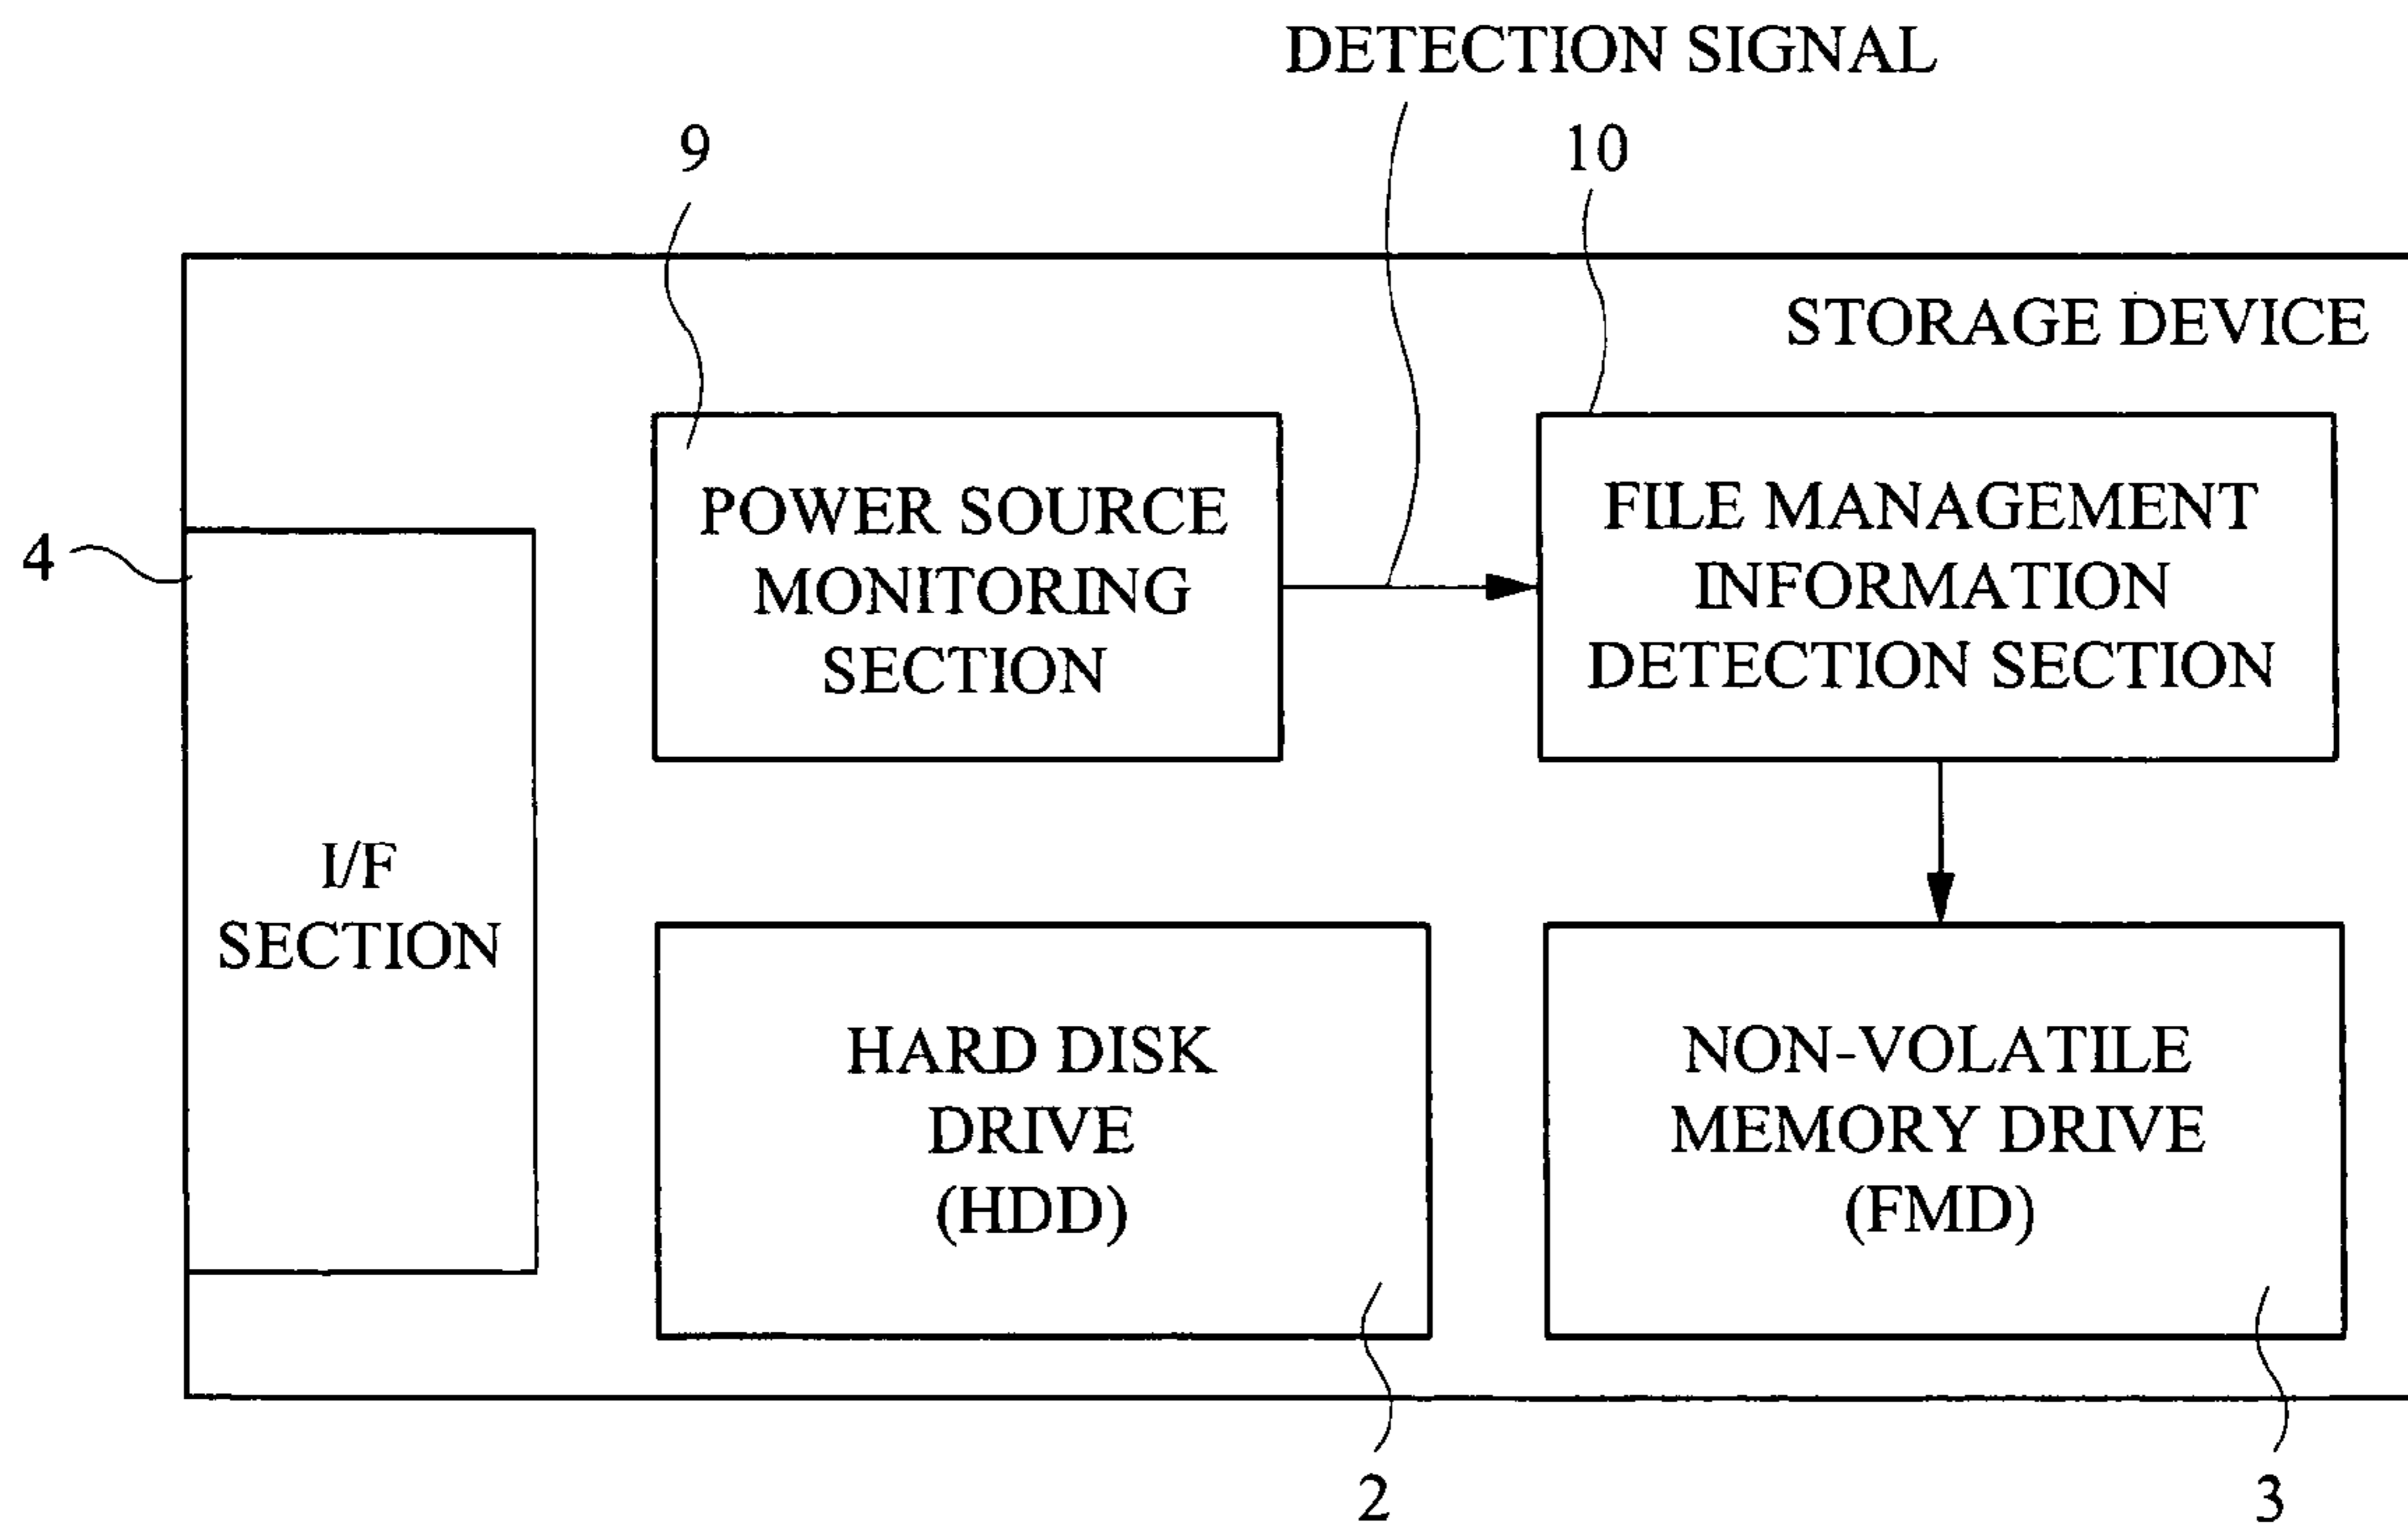 DETECTION SIGNAL
9
10
STORAGE DEVICE
POWER SOURCE
MONITORING
SECTION
FILE MANAGEMENT
INFORMATION
DETECTION SECTION
4
I/F
SECTION
HARD DISK
DRIVE
(HDD)
NON-VOLATILE
MEMORY DRIVE
(FMD)
2
3